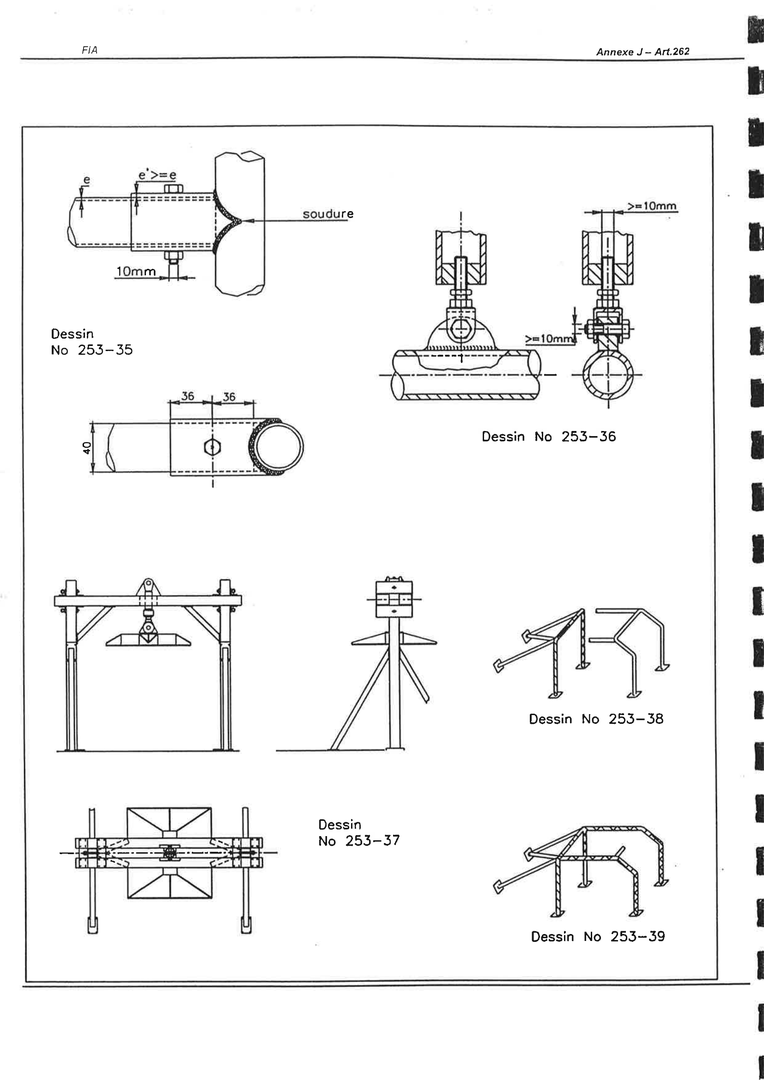 FIA
Annexe J – Art.262
e
e'>=e
soudure
10mm
Dessin
No 253–35
>=10mm
>=10mm
Dessin No 253–36
36
36
40
Dessin No 253–38
Dessin
No 253–37
Dessin No 253–39